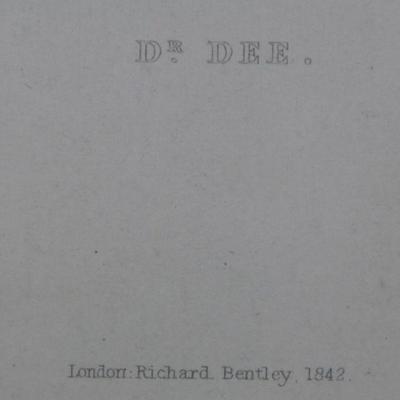 DR. DEE.
London: Richard Bentley, 1842.